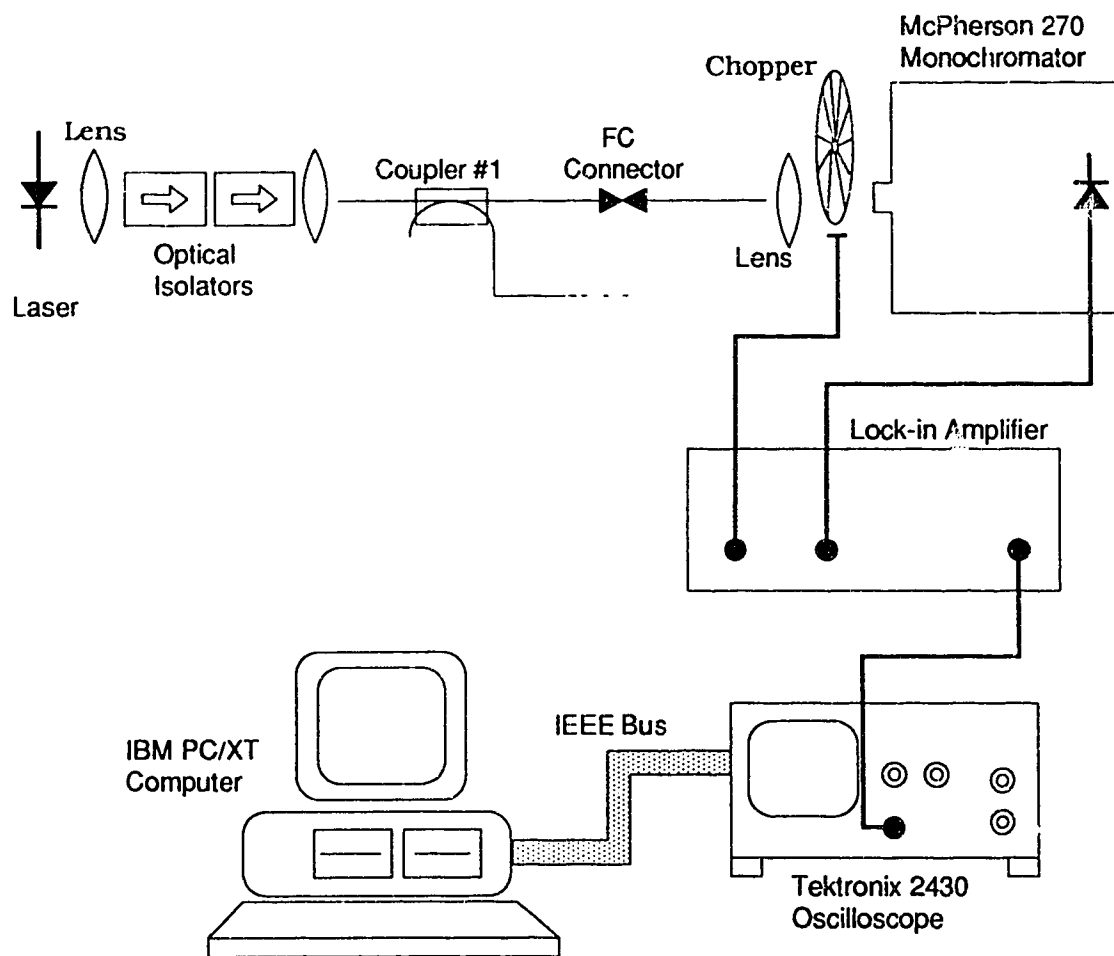 McPherson 270
Monochromator
Chopper
Lens
FC
Connector
Coupler #1
Optical
Isolators
Lens
Laser
Lock-in Amplifier
IEEE Bus
IBM PC/XT
Computer
Tektronix 2430
Oscilloscope